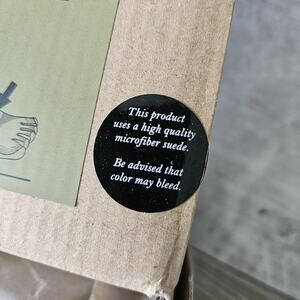 This product
uses a high quality
microfiber suede.
Be advised that
color may bleed.